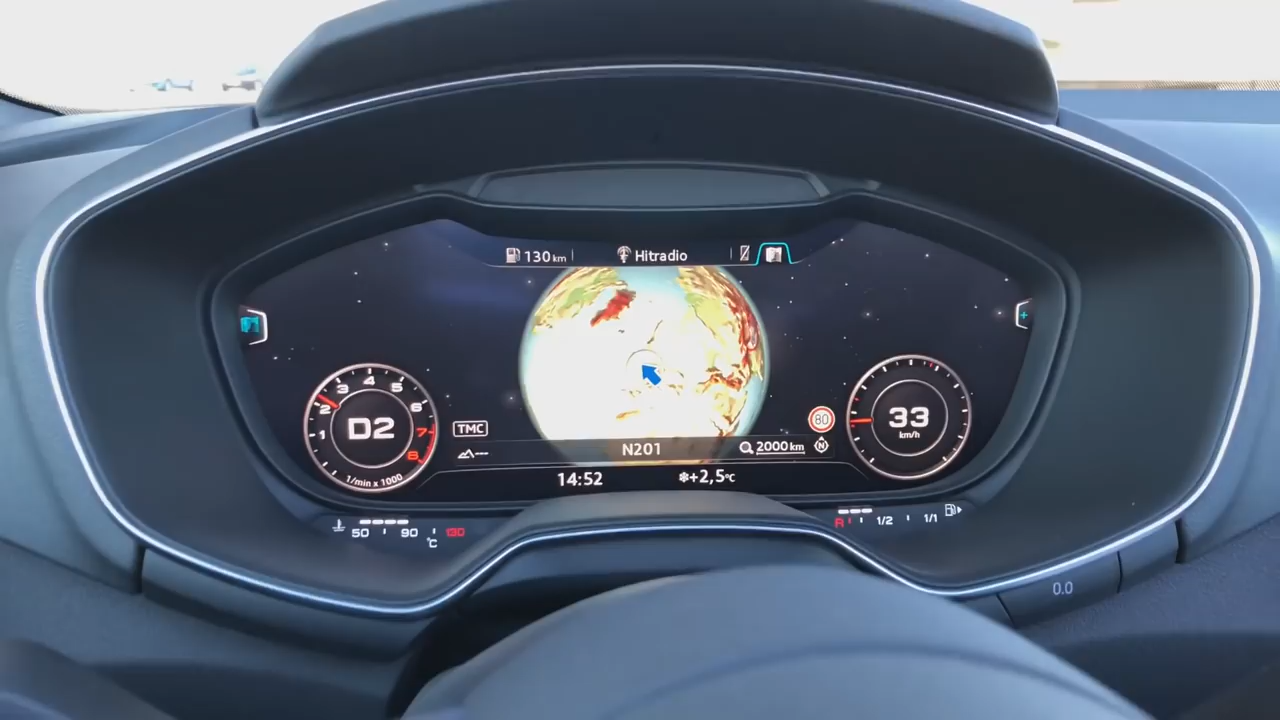 130 km
Hitradio
1 2 3 4 5 6 7 8
D2
1/min x 1000
TMC
---
N201
2000 km
N
80
33
km/h
14:52
+2,5°C
50 90 °C 130
R 1/2 1/1
0.0